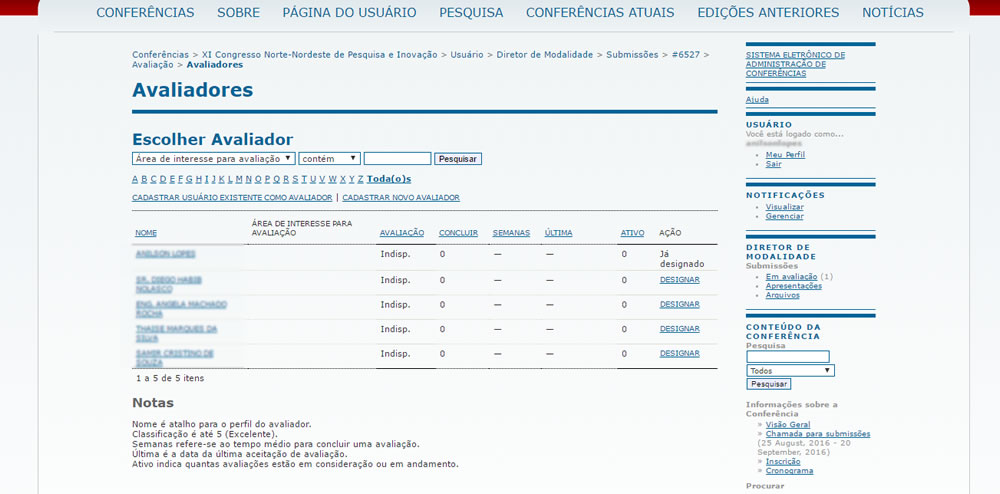 CONFERÊNCIAS SOBRE PÁGINA DO USUÁRIO PESQUISA CONFERÊNCIAS ATUAIS EDIÇÕES ANTERIORES NOTÍCIAS
Conferências > XI Congresso Norte-Nordeste de Pesquisa e Inovação > Usuário > Diretor de Modalidade > Submissões > #6527 >
Avaliação > Avaliadores
Avaliadores
Escolher Avaliador
Área de interesse para avaliação contém Pesquisar
A B C D E F G H I J K L M N O P Q R S T U V W X Y Z Toda(o)s
CADASTRAR USUÁRIO EXISTENTE COMO AVALIADOR | CADASTRAR NOVO AVALIADOR
NOME ÁREA DE INTERESSE PARA AVALIAÇÃO AVALIAÇÃO CONCLUIR SEMANAS ÚLTIMA ATIVO AÇÃO
Indisp. 0 — — 0 Já designado
Indisp. 0 — — 0 DESIGNAR
Indisp. 0 — — 0 DESIGNAR
Indisp. 0 — — 0 DESIGNAR
Indisp. 0 — — 0 DESIGNAR
1 a 5 de 5 itens
Notas
Nome é atalho para o perfil do avaliador.
Classificação é até 5 (Excelente).
Semanas refere-se ao tempo médio para concluir uma avaliação.
Última é a data da última aceitação de avaliação.
Ativo indica quantas avaliações estão em consideração ou em andamento.
SISTEMA ELETRÔNICO DE
ADMINISTRAÇÃO DE
CONFERÊNCIAS
Ajuda
USUÁRIO
Você está logado como...
Meu Perfil
Sair
NOTIFICAÇÕES
Visualizar
Gerenciar
DIRETOR DE
MODALIDADE
Submissões
Em avaliação (1)
Apresentações
Arquivos
CONTEÚDO DA
CONFERÊNCIA
Pesquisa
Todos
Pesquisar
Informações sobre a
Conferência
» Visão Geral
» Chamada para submissões
(25 August, 2016 - 20
September, 2016)
» Inscrição
» Cronograma
Procurar